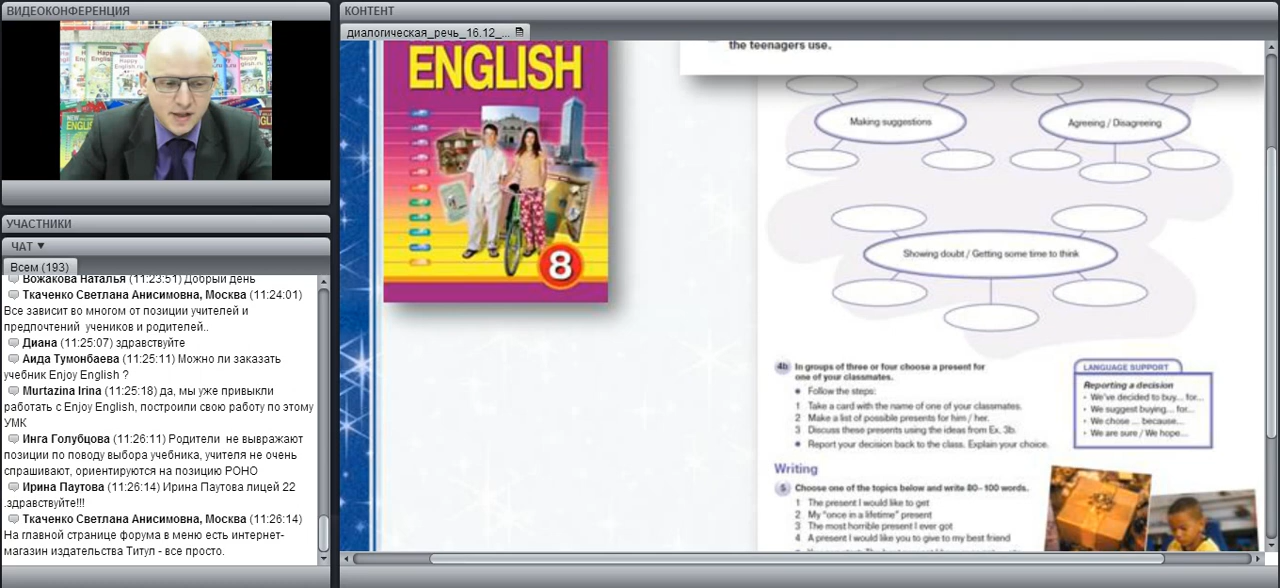 ВИДЕОКОНФЕРЕНЦИЯ
УЧАСТНИКИ
ЧАТ ▼
Всем (193)
Вожакова Наталья (11:23:51) Добрый день
Ткаченко Светлана Анисимовна, Москва (11:24:01)
Все зависит во многом от позиции учителей и
предпочтений учеников и родителей..
Диана (11:25:07) здравствуйте
Аида Тумонбаева (11:25:11) Можно ли заказать
учебник Enjoy English ?
Murtazina Irina (11:25:18) да, мы уже привыкли
работать с Enjoy English, построили свою работу по этому
УМК
Инга Голубцова (11:26:11) Родители не вывражают
позиции по поводу выбора учебника, учителя не очень
спрашивают, ориентируются на позицию РОНО
Ирина Паутова (11:26:14) Ирина Паутова лицей 22
.здравствуйте!!!
Ткаченко Светлана Анисимовна, Москва (11:26:14)
На главной странице форума в меню есть интернет-
магазин издательства Титул - все просто.
КОНТЕНТ
диалогическая_речь_16.12_...
ENGLISH
8
the teenagers use.
Making suggestions
Agreeing / Disagreeing
Showing doubt / Getting some time to think
4b In groups of three or four choose a present for
one of your classmates.
Follow the steps:
1 Take a card with the name of one of your classmates.
2 Make a list of possible presents for him / her.
3 Discuss these presents using the ideas from Ex. 3b.
Report your decision back to the class. Explain your choice.
LANGUAGE SUPPORT
Reporting a decision
We've decided to buy... for...
We suggest buying... for...
We chose ... because...
We are sure / We hope...
Writing
5 Choose one of the topics below and write 80–100 words.
1 The present I would like to get
2 My "once in a lifetime" present
3 The most horrible present I ever got
4 A present I would like you to give to my best friend